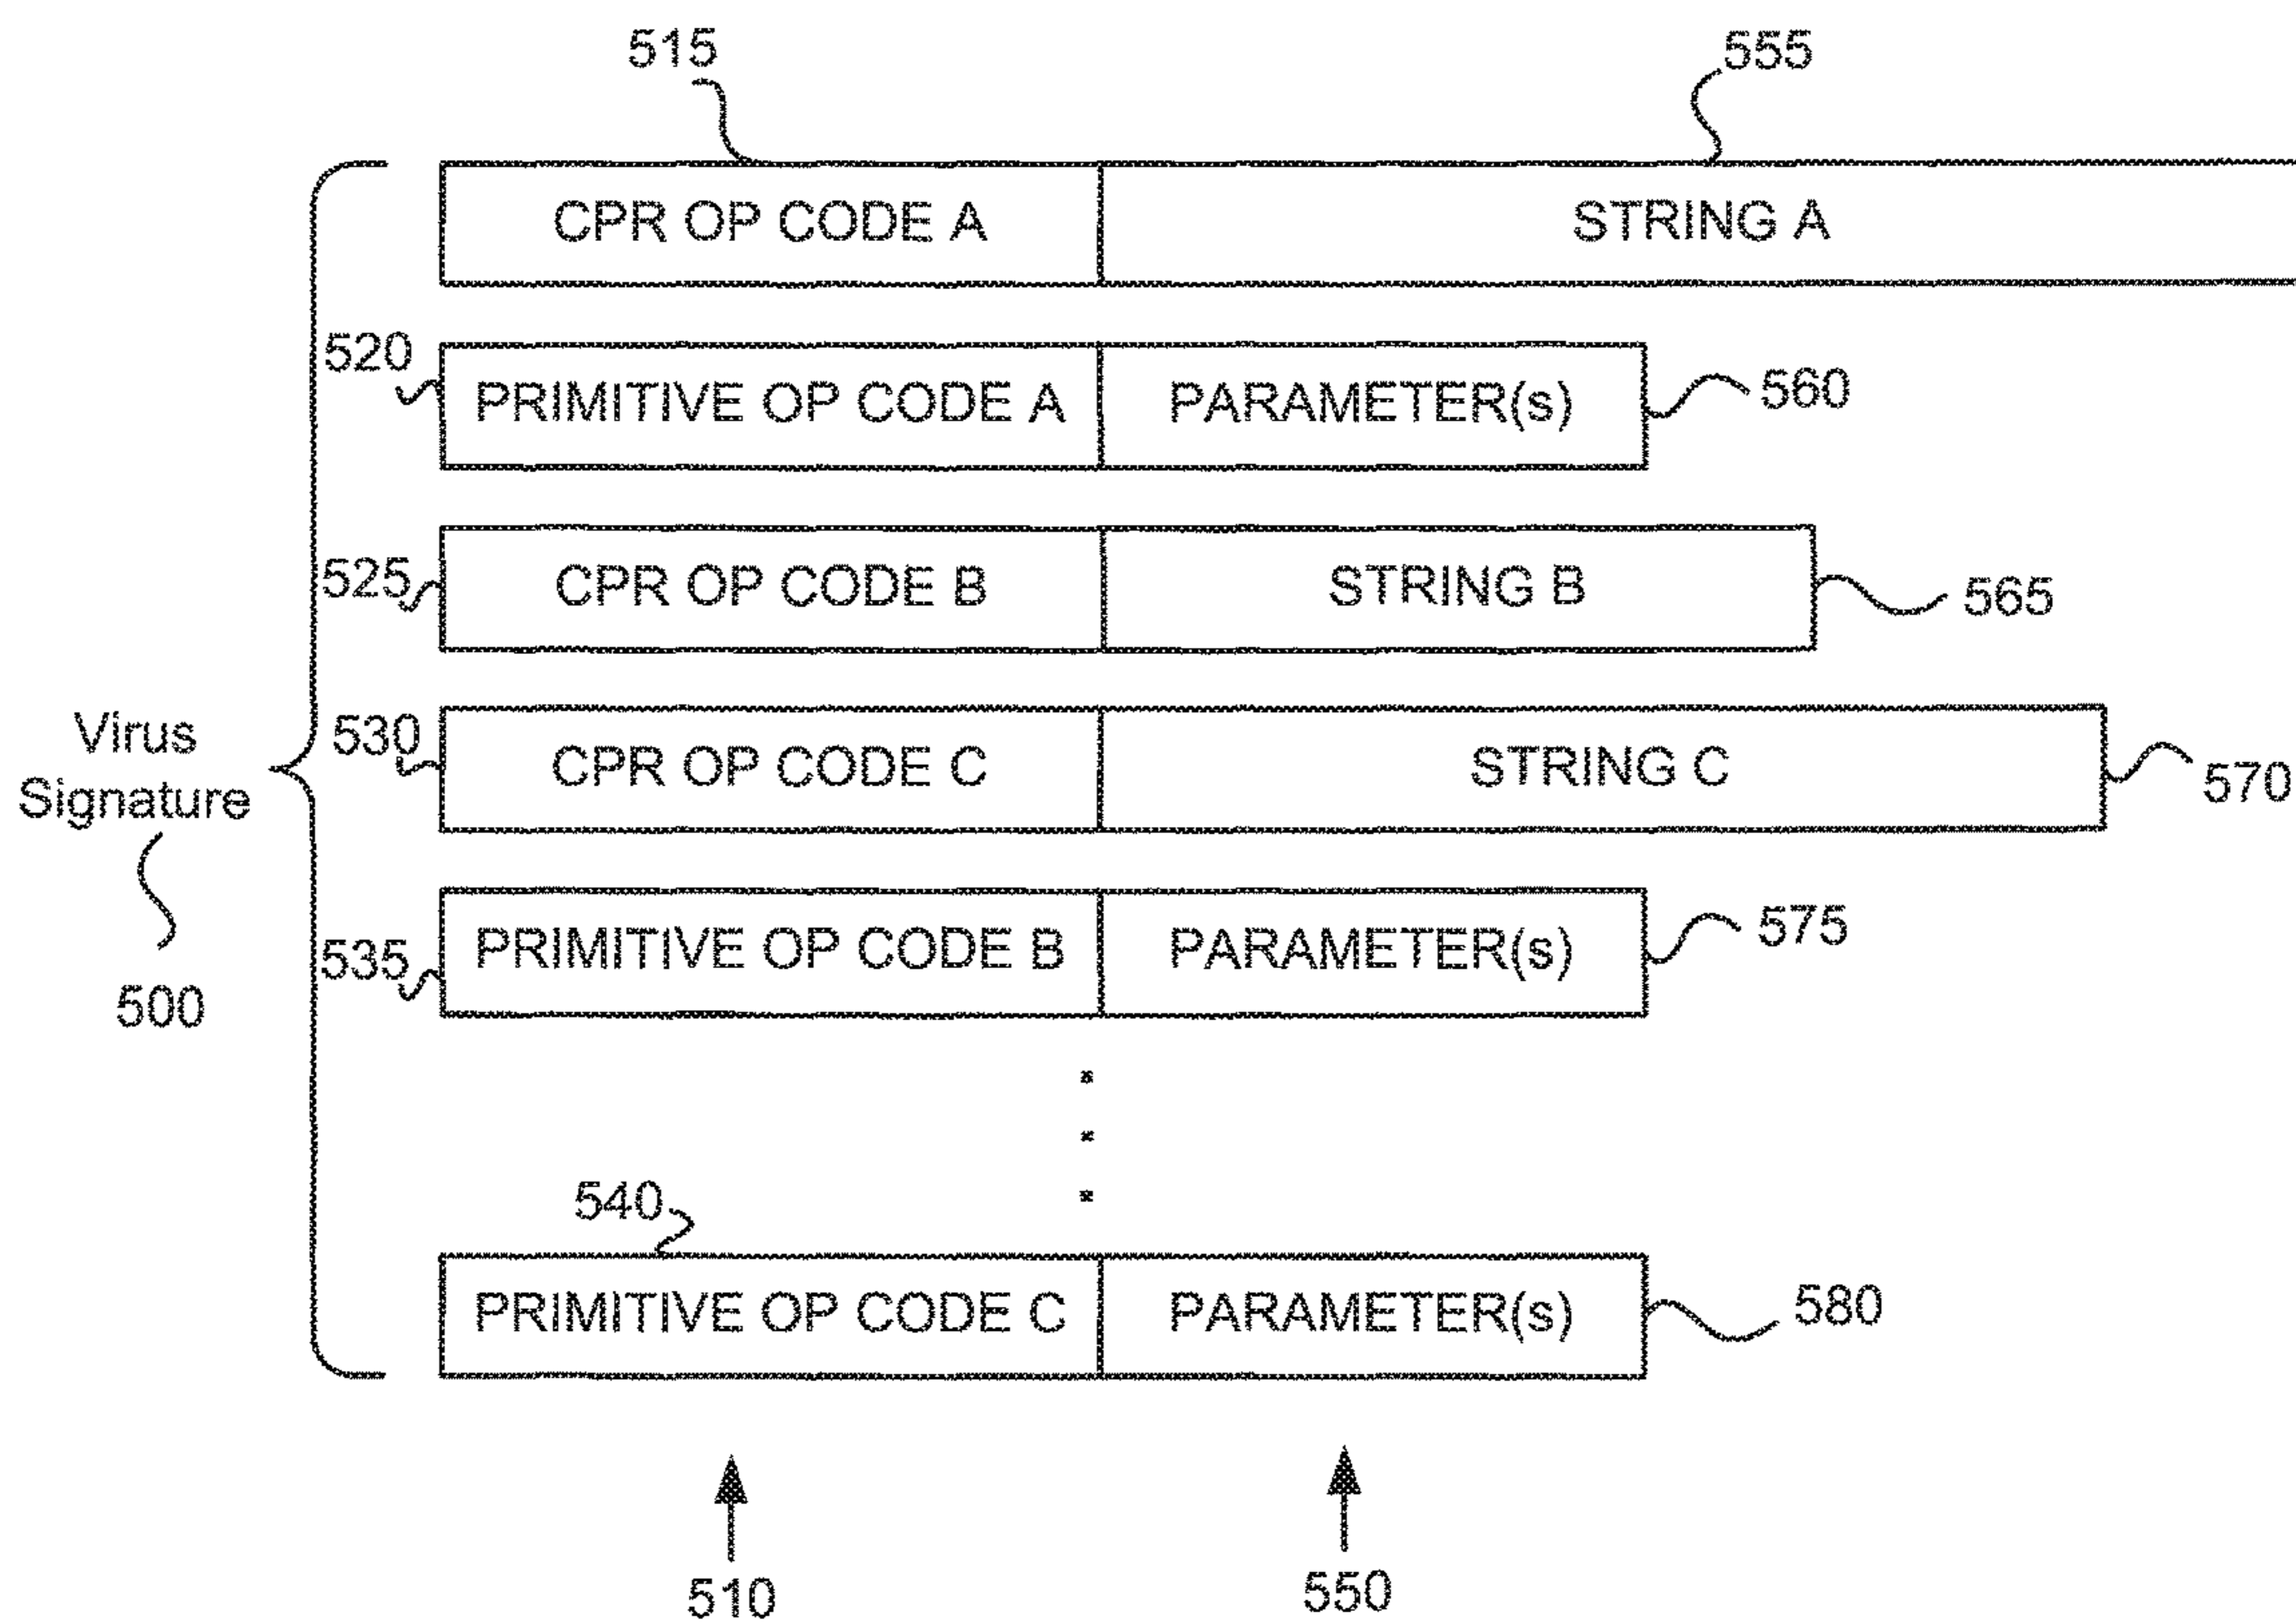 515
555
CPR OP CODE A
STRING A
520
PRIMITIVE OP CODE A
PARAMETER(s)
560
525
CPR OP CODE B
STRING B
565
Virus
Signature
500
530
CPR OP CODE C
STRING C
570
535
PRIMITIVE OP CODE B
PARAMETER(s)
575
540
PRIMITIVE OP CODE C
PARAMETER(s)
580
510
550